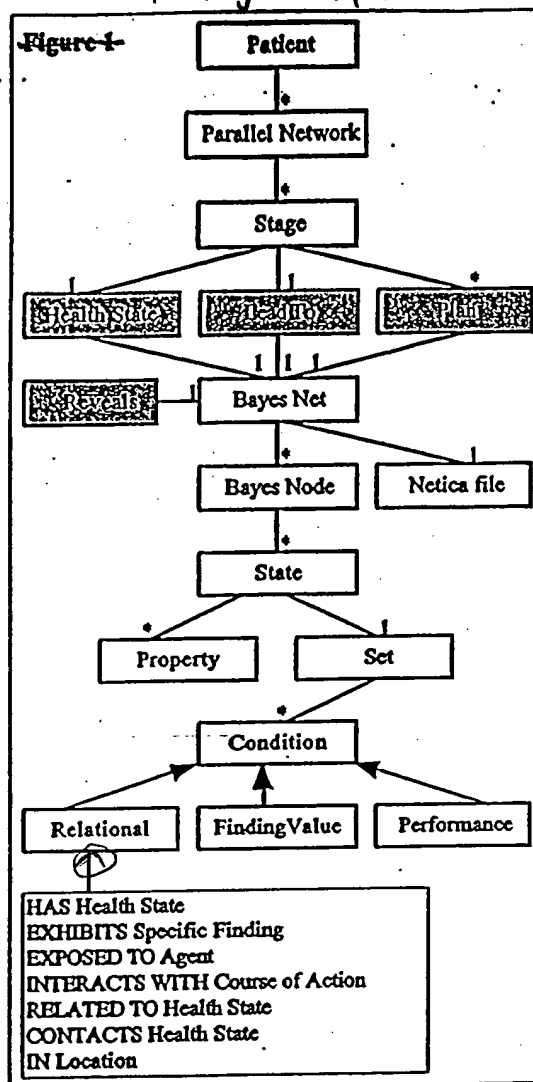 Figure 1
Patient
*
Parallel Network
*
Stage
1 1 *
Health State Lead To Plan
1 1 1
Reveals 1 Bayes Net
* 1
Bayes Node Netica file
*
State
* 1
Property Set
*
Condition
Relational FindingValue Performance
HAS Health State
EXHIBITS Specific Finding
EXPOSED TO Agent
INTERACTS WITH Course of Action
RELATED TO Health State
CONTACTS Health State
IN Location